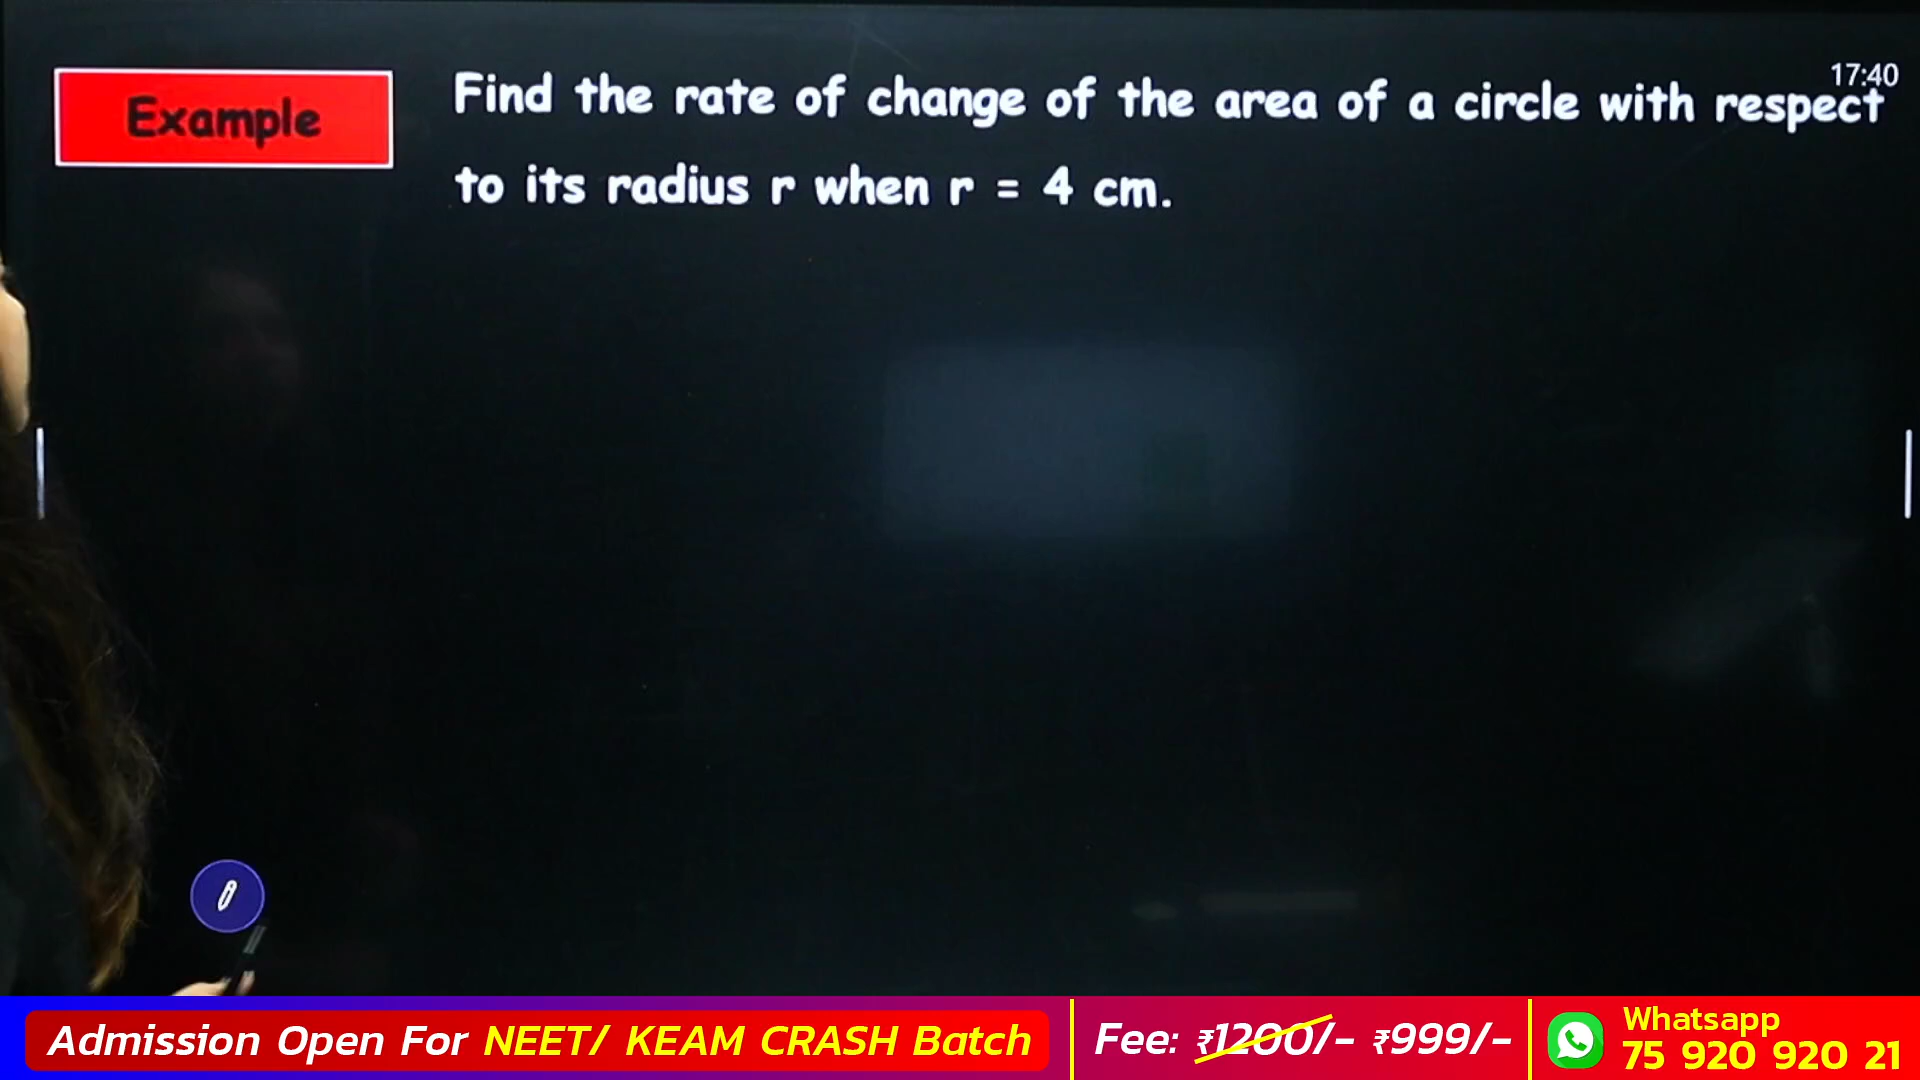 17:40
Example
Find the rate of change of the area of a circle with respect
to its radius r when r = 4 cm.
Admission Open For NEET/ KEAM CRASH Batch
Fee: ₹1200/- ₹999/-
Whatsapp
75 920 920 21